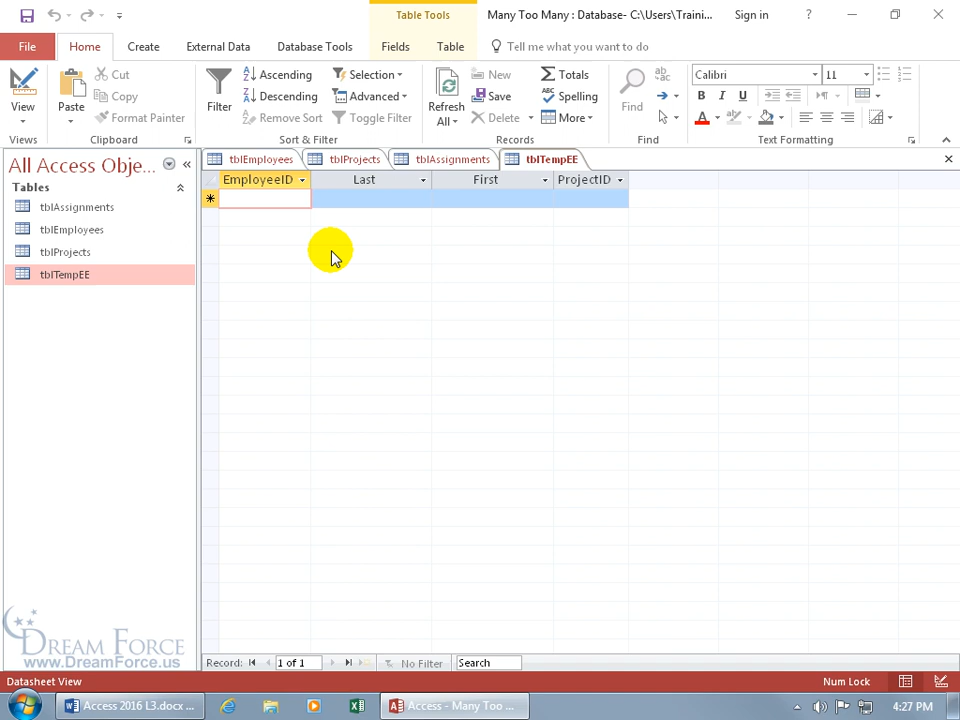 Table Tools
Many Too Many : Database- C:\Users\Traini...
Sign in
?
File
Home
Create
External Data
Database Tools
Fields
Table
Tell me what you want to do
View
Views
Paste
Cut
Copy
Format Painter
Clipboard
Filter
Ascending
Descending
Remove Sort
Selection
Advanced
Toggle Filter
Sort & Filter
Refresh
All
New
Save
Delete
Totals
Spelling
More
Records
Find
Find
Calibri
11
B I U
Text Formatting
All Access Obje...
Tables
tblAssignments
tblEmployees
tblProjects
tblTempEE
tblEmployees
tblProjects
tblAssignments
tblTempEE
EmployeeID
Last
First
ProjectID
DREAM FORCE
www.DreamForce.us
Record:
1 of 1
No Filter
Search
Datasheet View
Num Lock
Access 2016 L3.docx ...
Access - Many Too ...
4:27 PM